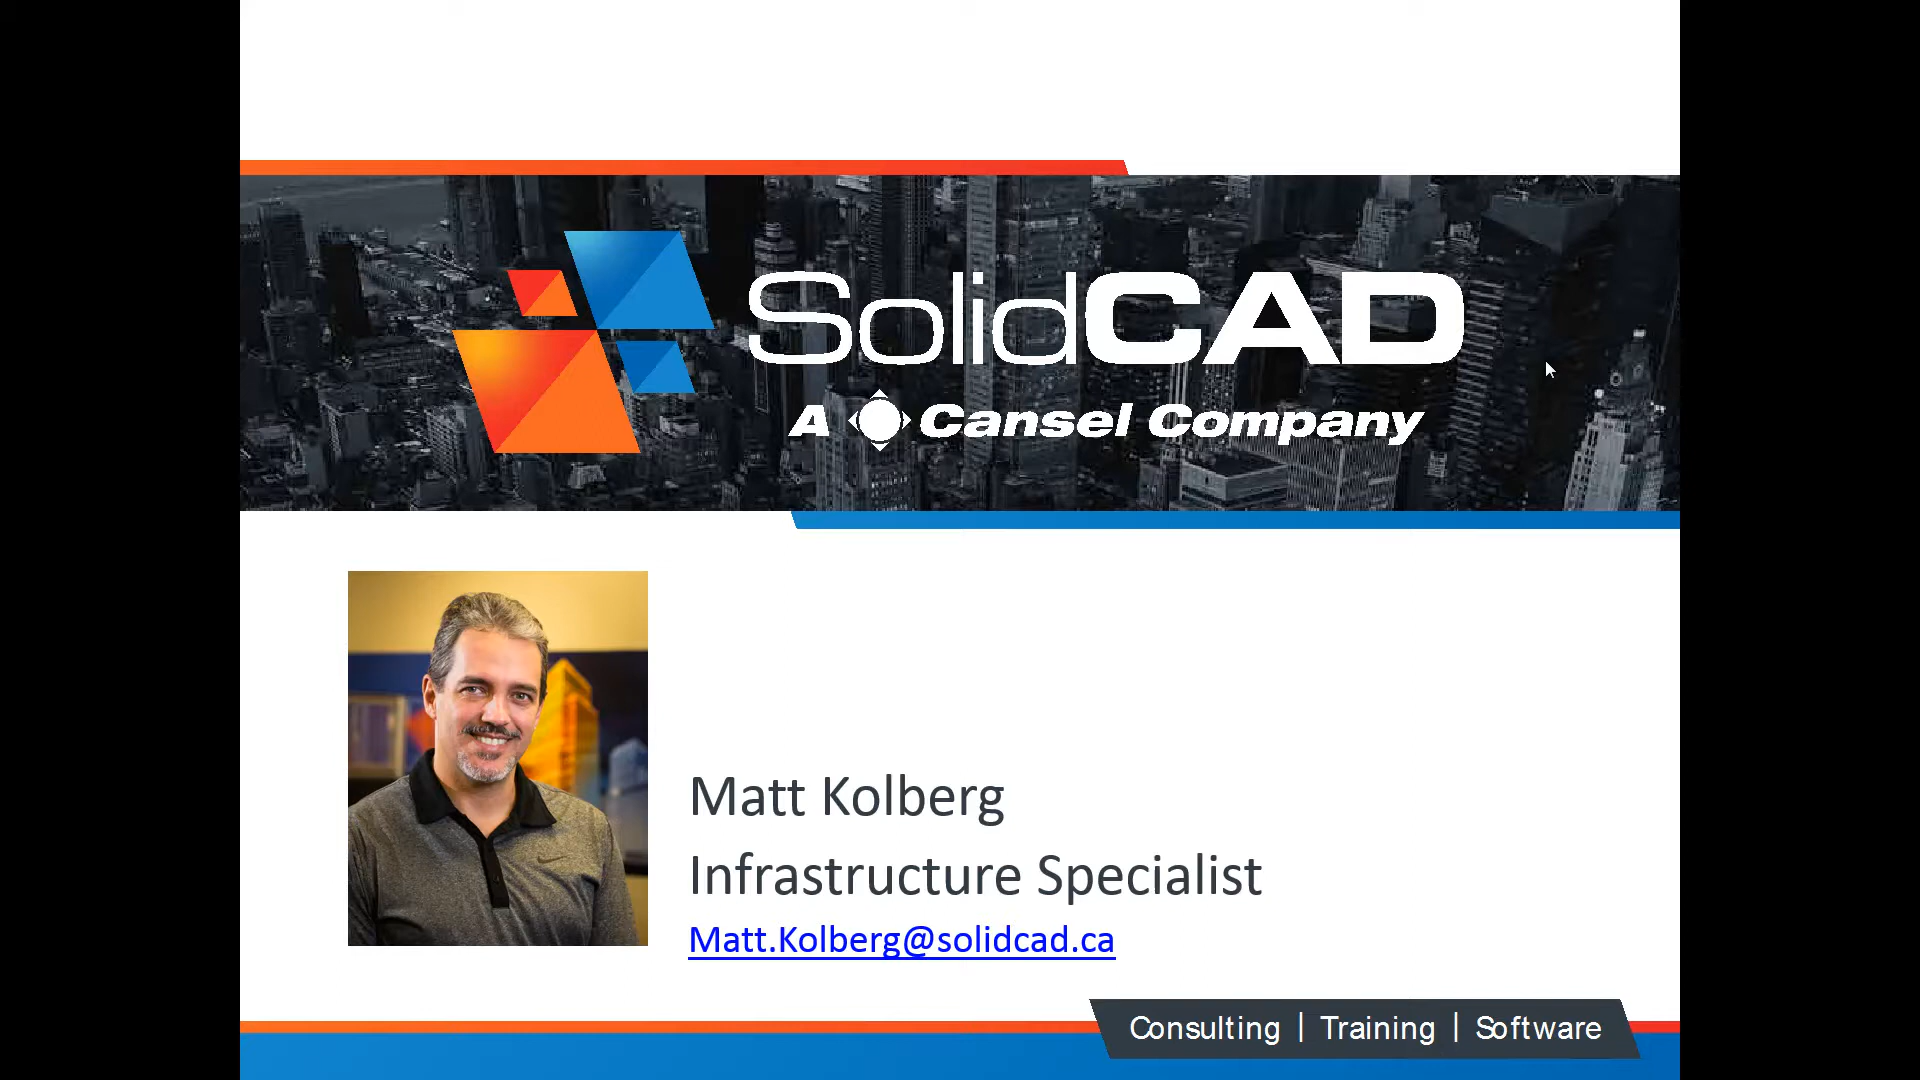 SolidCAD
A Cansel Company
Matt Kolberg
Infrastructure Specialist
Matt.Kolberg@solidcad.ca
Consulting | Training | Software